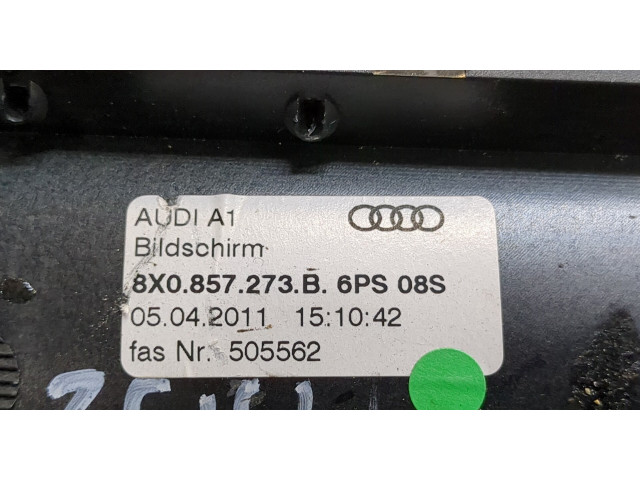 AUDI A1
Bildschirm
8X0.857.273.B. 6PS 08S
05.04.2011 15:10:42
fas Nr. 505562